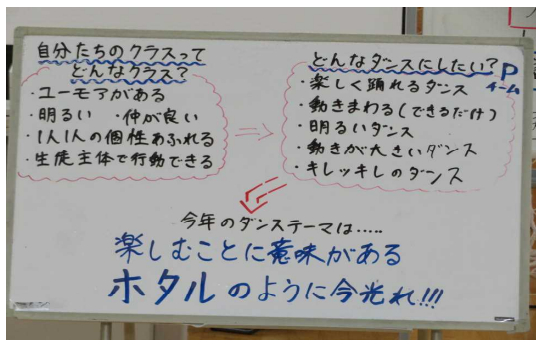 自分たちのクラスって
どんなクラス?
・ユーモアがある
・明るい ・仲が良い
・1人1人の個性あふれる
・生徒主体で行動できる
どんなダンスにしたい?
Pチーム
・楽しく踊れるダンス
・動きまわる(できるだけ)
・明るいダンス
・動きが大きいダンス
・キレッキレのダンス
今年のダンステーマは.....
楽しむことに意味がある
ホタルのように今光れ!!!